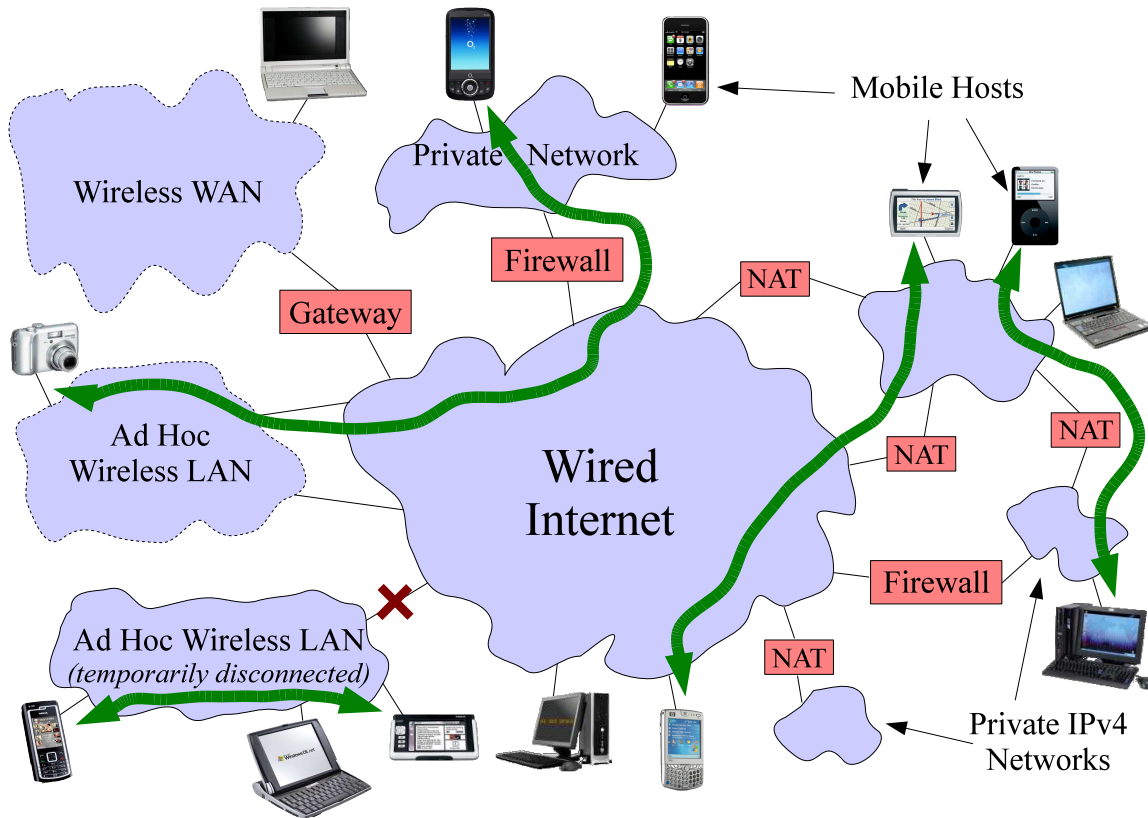 Mobile Hosts
Private Network
Wireless WAN
Firewall
NAT
Gateway
Ad Hoc
Wireless LAN
NAT
NAT
Wired
Internet
Firewall
Ad Hoc Wireless LAN
(temporarily disconnected)
NAT
Private IPv4
Networks